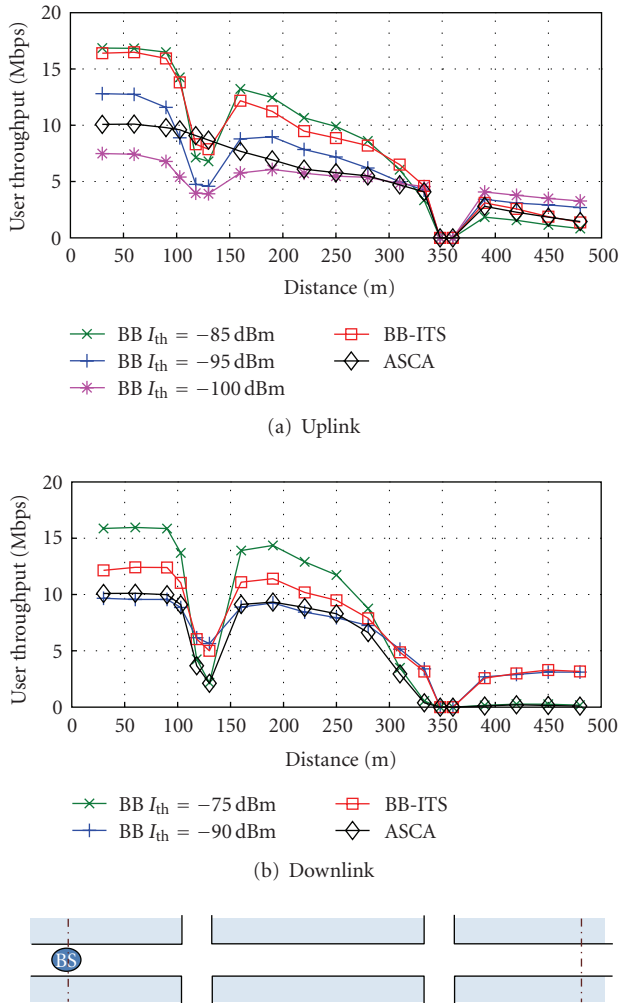 20
15
10
5
0
User throughput (Mbps)
0 50 100 150 200 250 300 350 400 450 500
Distance (m)
BB Ith = −85 dBm
BB Ith = −95 dBm
BB Ith = −100 dBm
BB-ITS
ASCA
(a) Uplink
20
15
10
5
0
User throughput (Mbps)
0 50 100 150 200 250 300 350 400 450 500
Distance (m)
BB Ith = −75 dBm
BB Ith = −90 dBm
BB-ITS
ASCA
(b) Downlink
BS